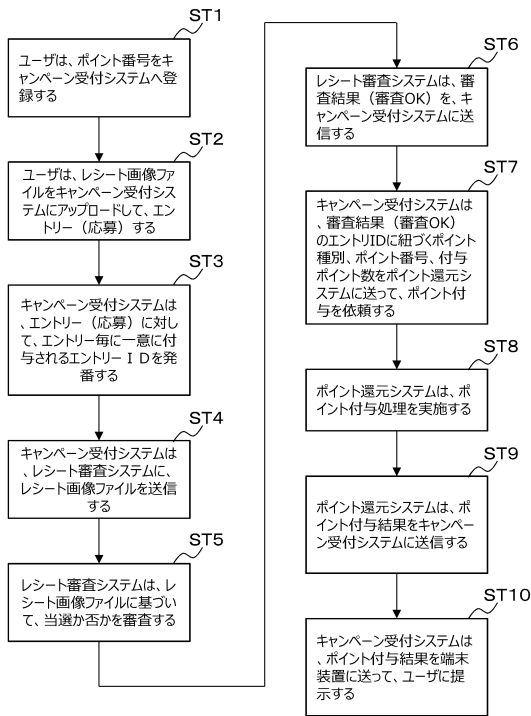 ST1
ユーザは、ポイント番号をキ
ャンペーン受付システムへ登
録する
ST2
ユーザは、レシート画像ファ
イルをキャンペーン受付シス
テムにアップロードして、エント
リー（応募）する
ST3
キャンペーン受付システムは
、エントリー（応募）に対し
て、エントリー毎に一意に付
与されるエントリーＩＤを発
番する
ST4
キャンペーン受付システムは
、レシート審査システムに、
レシート画像ファイルを送信
する
ST5
レシート審査システムは、レ
シート画像ファイルに基づい
て、当選か否かを審査する
ST6
レシート審査システムは、審
査結果（審査OK）を、キャ
ンペーン受付システムに送
信する
ST7
キャンペーン受付システムは
、審査結果（審査OK）
のエントリIDに紐づくポイント
種別、ポイント番号、付与
ポイント数をポイント還元シ
ステムに送って、ポイント付
与を依頼する
ST8
ポイント還元システムは、ポ
イント付与処理を実施する
ST9
ポイント還元システムは、ポ
イント付与結果をキャンペー
ン受付システムに送信する
ST10
キャンペーン受付システムは
、ポイント付与結果を端末
装置に送って、ユーザに提
示する